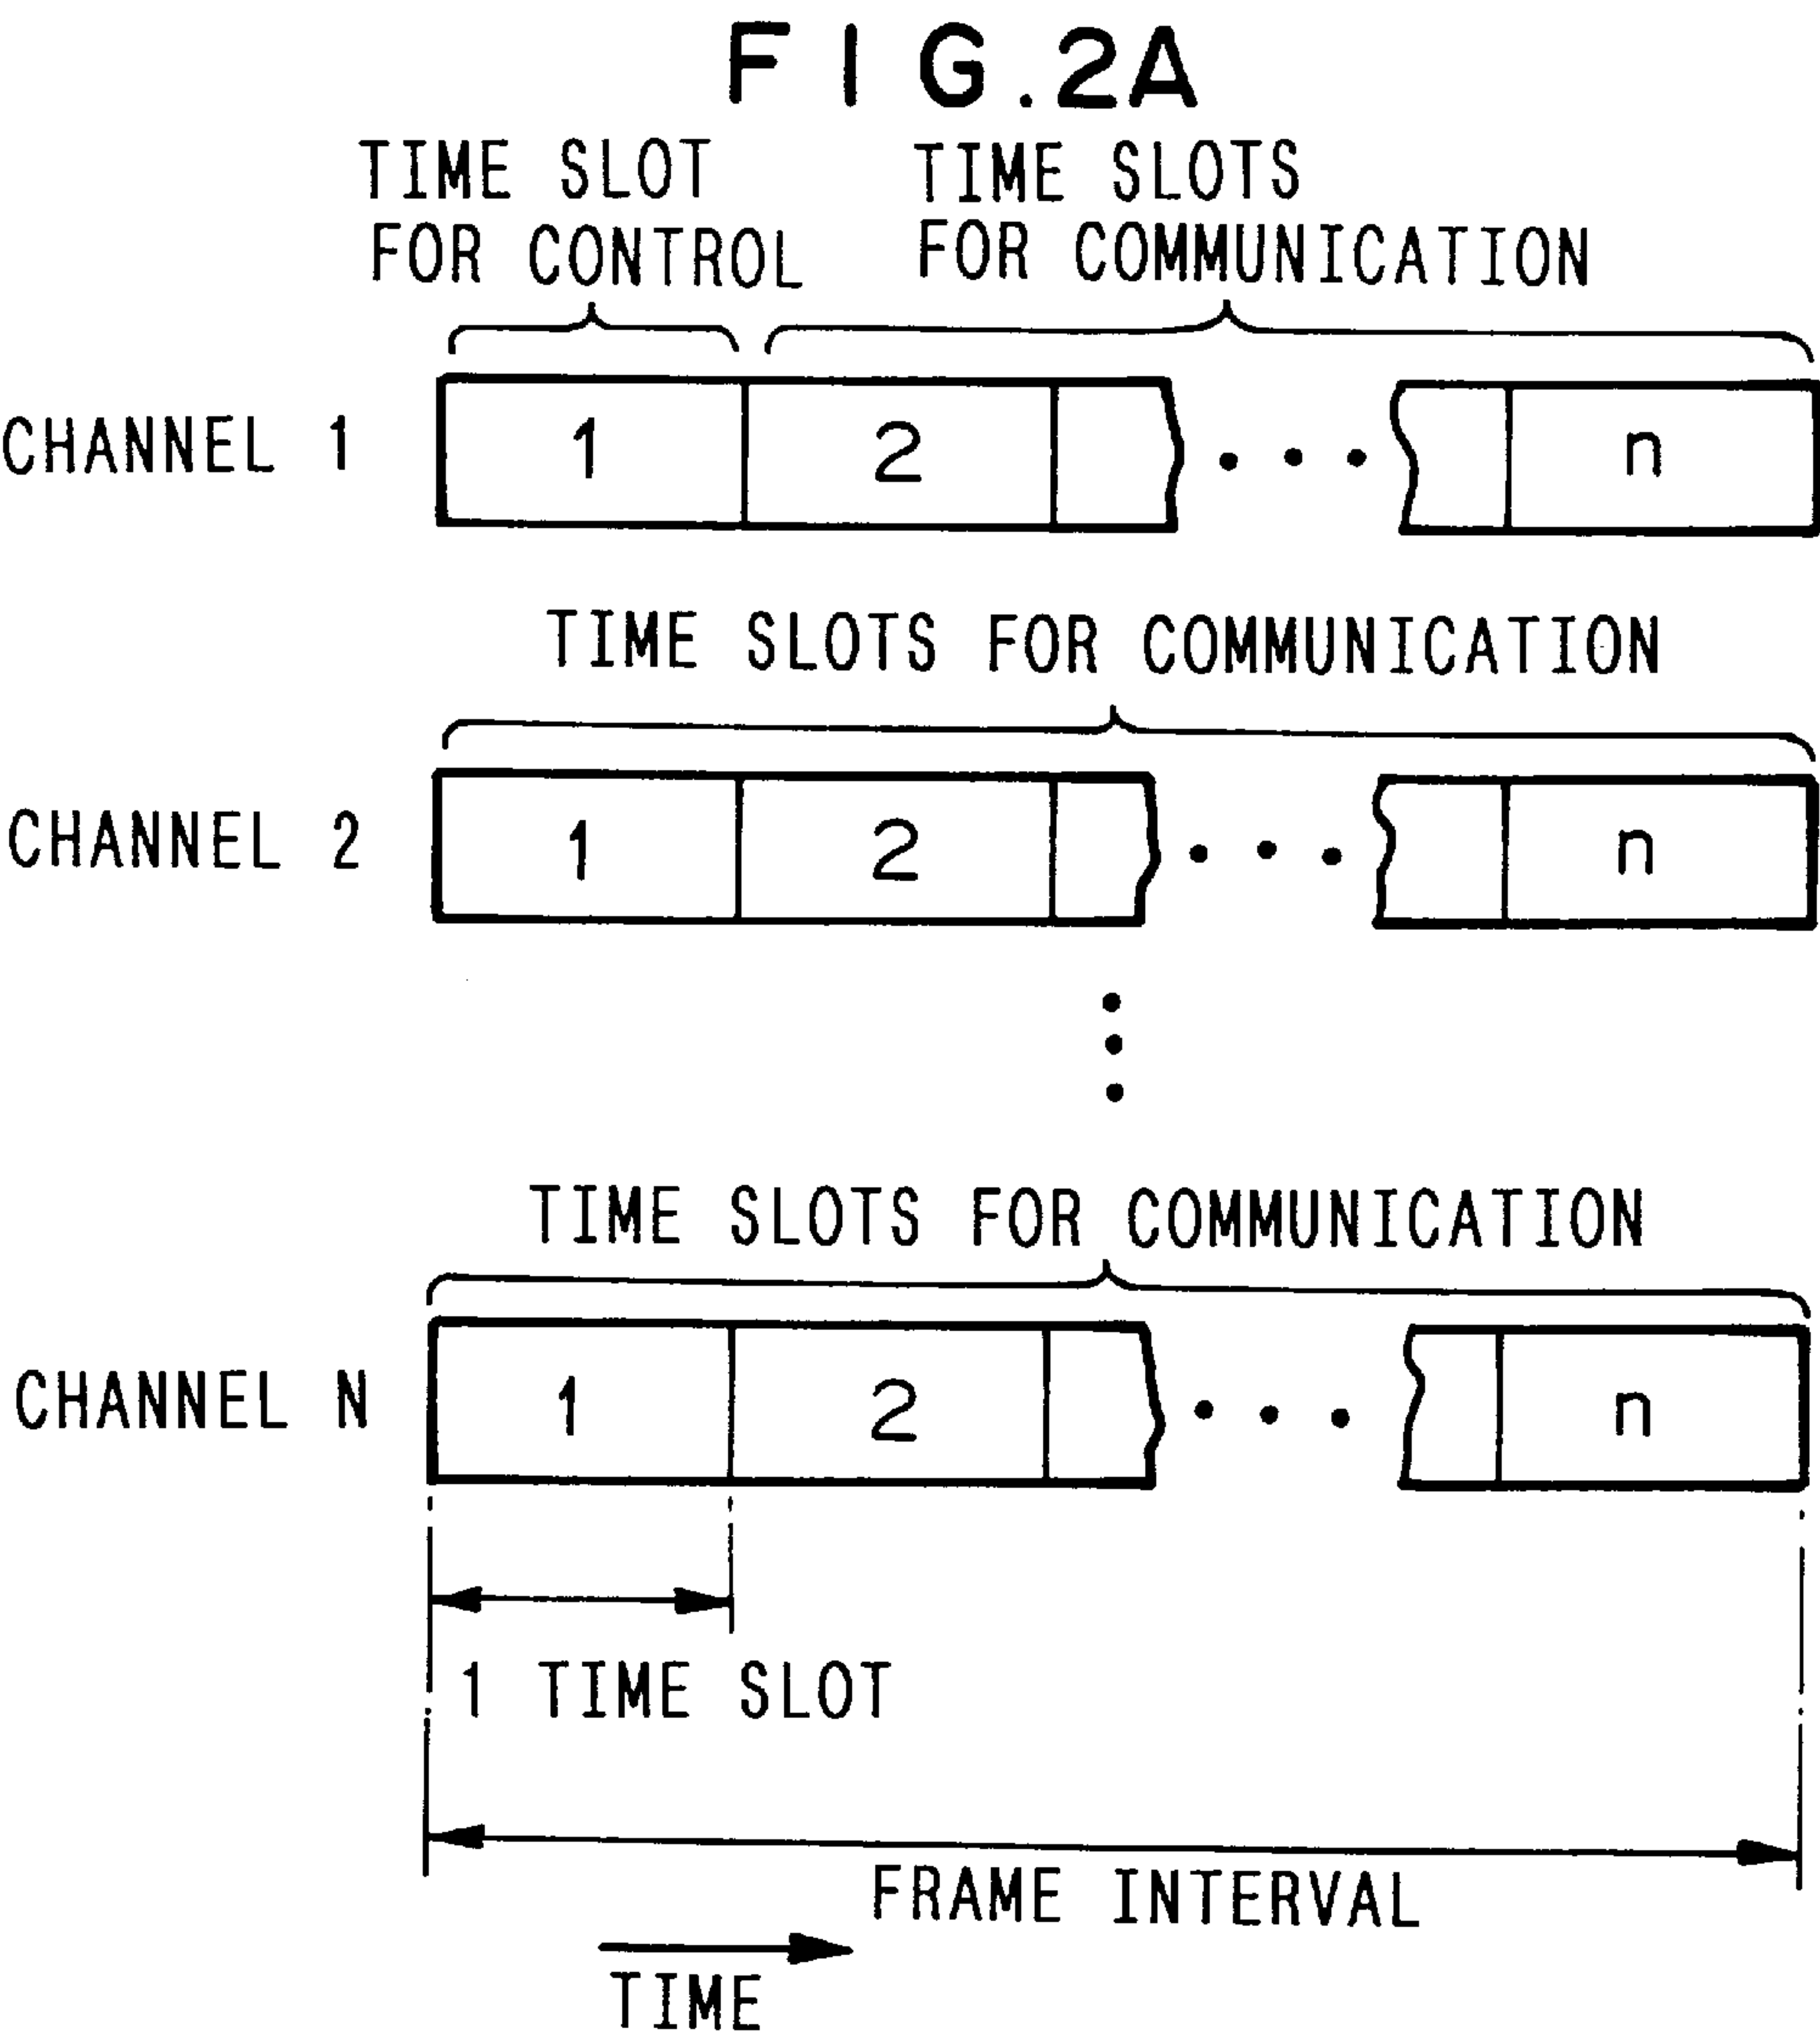 FIG.2A
TIME SLOT
FOR CONTROL
TIME SLOTS
FOR COMMUNICATION
CHANNEL 1
1
2
n
TIME SLOTS FOR COMMUNICATION
CHANNEL 2
1
2
n
TIME SLOTS FOR COMMUNICATION
CHANNEL N
1
2
n
1 TIME SLOT
FRAME INTERVAL
TIME